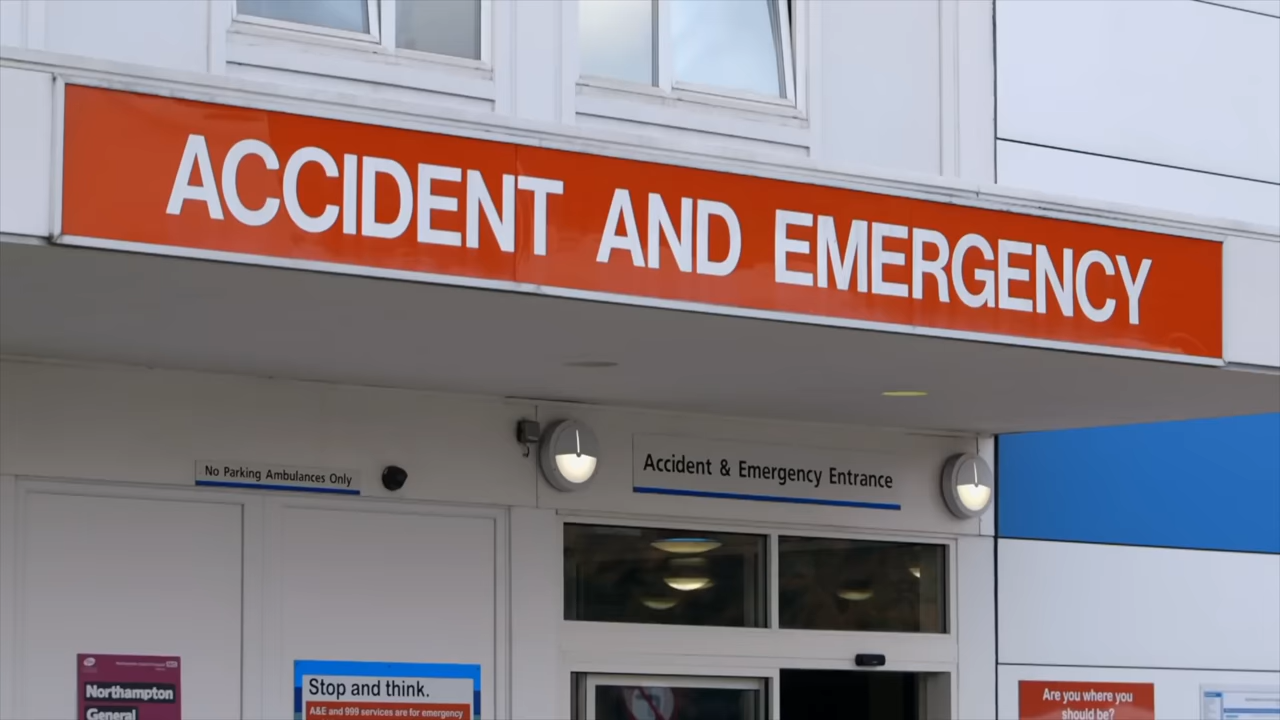 ACCIDENT AND EMERGENCY
No Parking Ambulances Only
Accident & Emergency Entrance
Northampton
General
Stop and think.
A&E and 999 services are for emergency
Are you where you
should be?